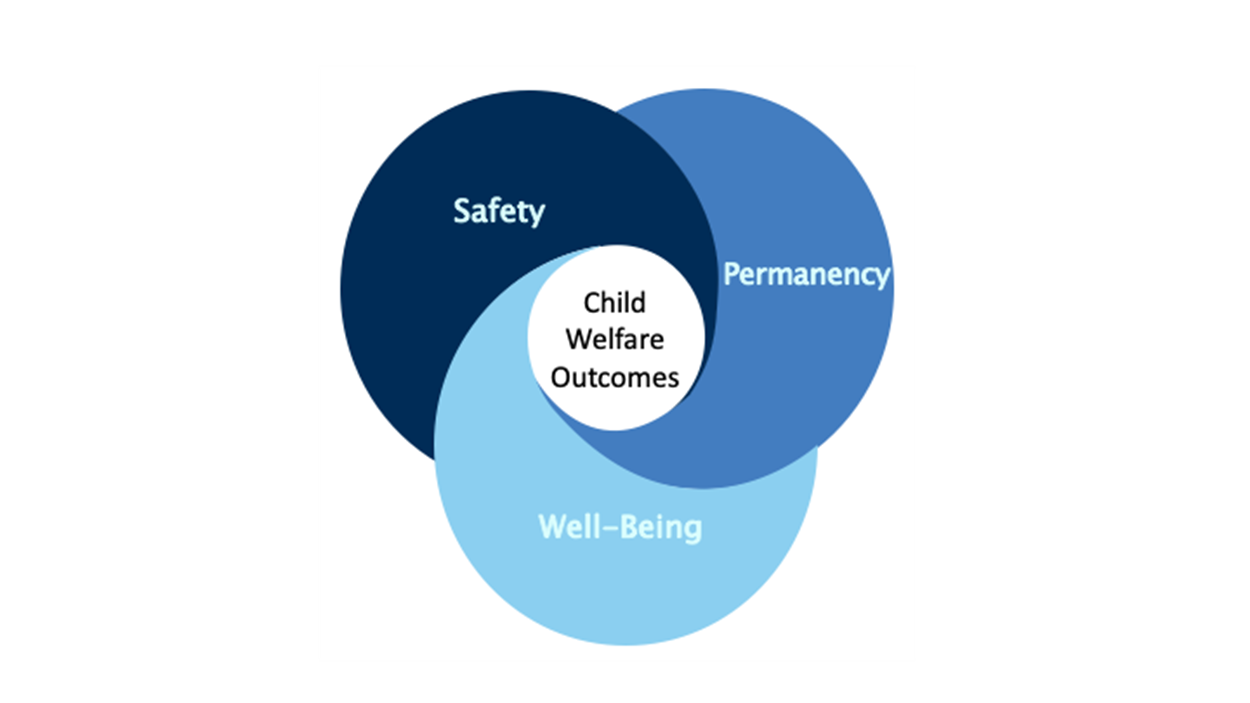 Safety
Permanency
Child
Welfare
Outcomes
Well-Being